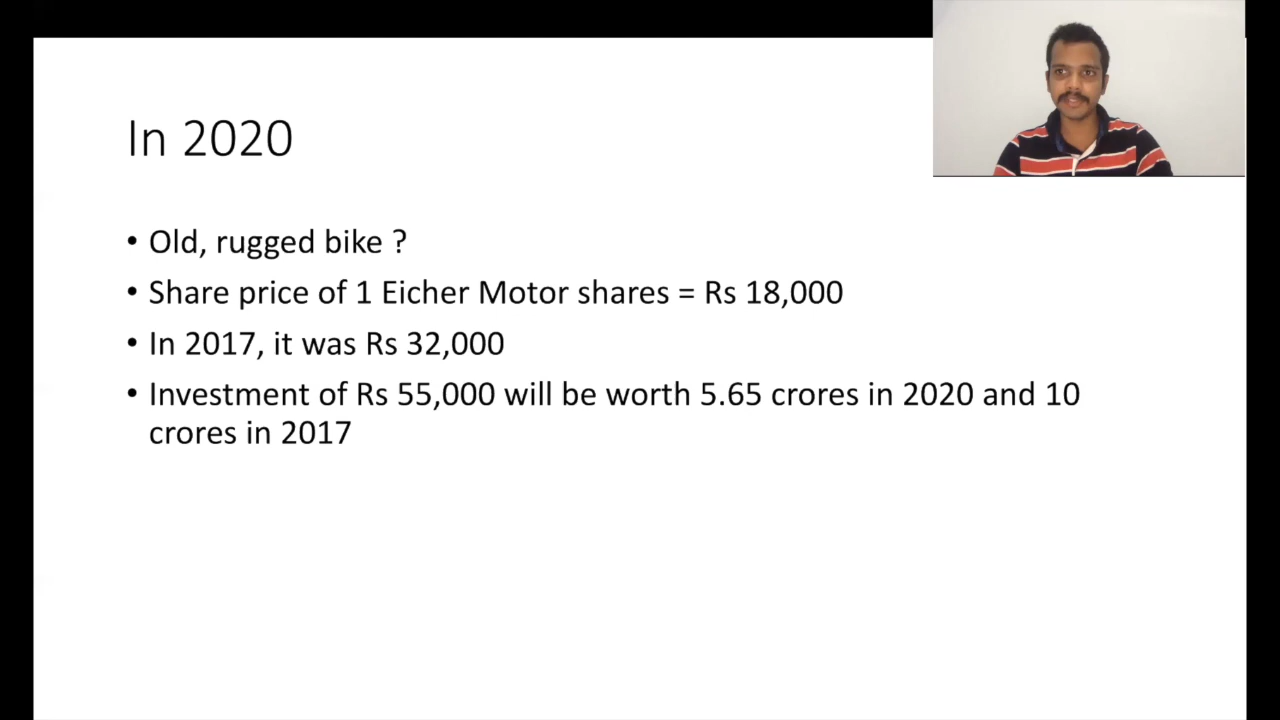 In 2020
• Old, rugged bike ?
• Share price of 1 Eicher Motor shares = Rs 18,000
• In 2017, it was Rs 32,000
• Investment of Rs 55,000 will be worth 5.65 crores in 2020 and 10
crores in 2017